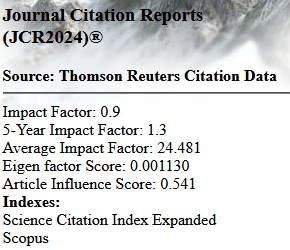 Journal Citation Reports
(JCR2024)®
Source: Thomson Reuters Citation Data
Impact Factor: 0.9
5-Year Impact Factor: 1.3
Average Impact Factor: 24.481
Eigen factor Score: 0.001130
Article Influence Score: 0.541
Indexes:
Science Citation Index Expanded
Scopus